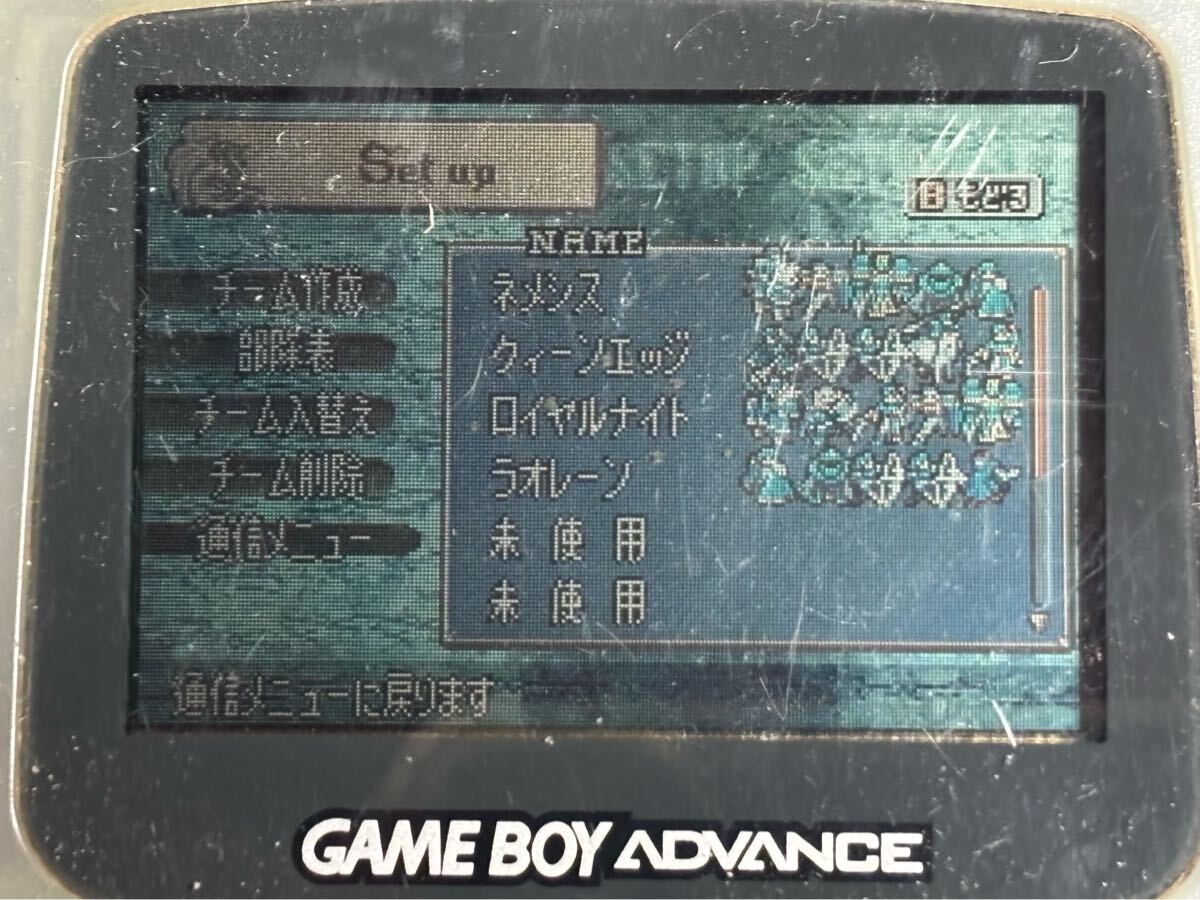 Set up
B もどる
NAME
チーム作成
部隊表
チーム入替え
チーム削除
通信メニュー
ネメシス
クィーンエッジ
ロイヤルナイト
ラオレーン
未使用
未使用
通信メニューに戻ります
GAME BOY ADVANCE